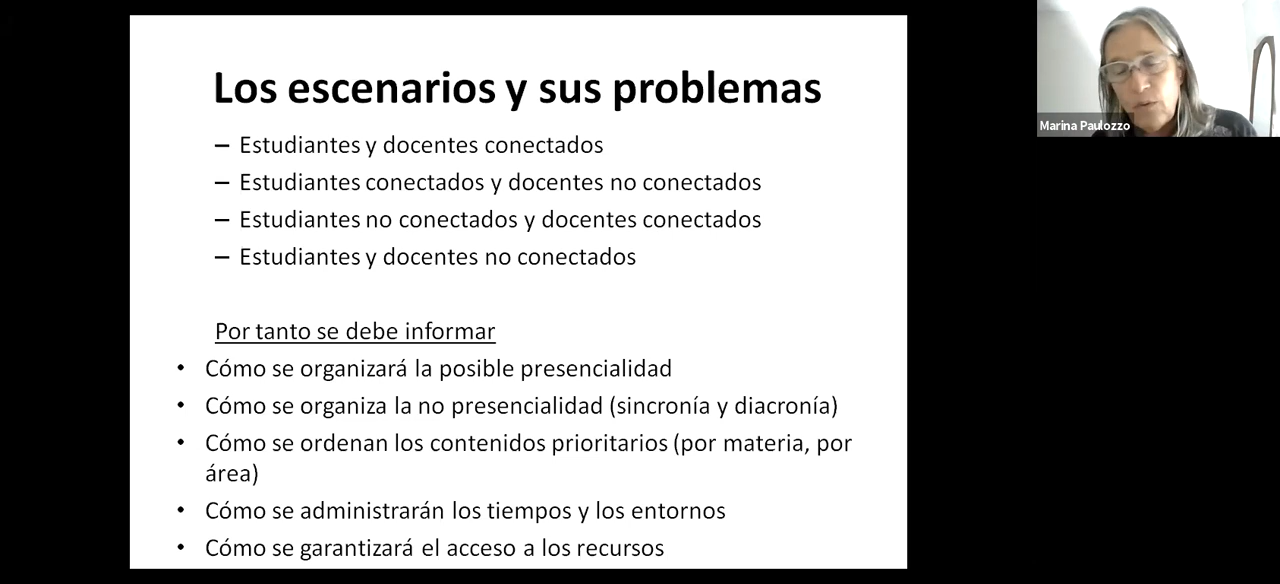 Los escenarios y sus problemas
– Estudiantes y docentes conectados
– Estudiantes conectados y docentes no conectados
– Estudiantes no conectados y docentes conectados
– Estudiantes y docentes no conectados
Por tanto se debe informar
• Cómo se organizará la posible presencialidad
• Cómo se organiza la no presencialidad (sincronía y diacronía)
• Cómo se ordenan los contenidos prioritarios (por materia, por
área)
• Cómo se administrarán los tiempos y los entornos
• Cómo se garantizará el acceso a los recursos
Marina Paulozzo